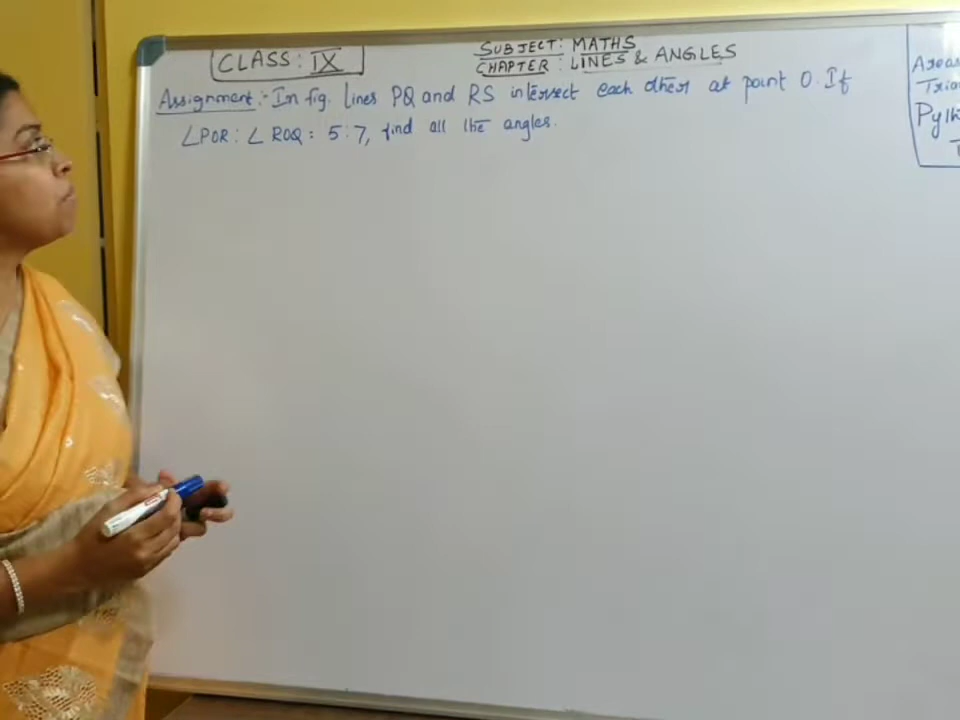 CLASS: IX
SUBJECT: MATHS
CHAPTER: LINES & ANGLES
Assignment:- In fig. lines PQ and RS intersect each other at point O. If
∠POR : ∠ROQ = 5:7, find all the angles.
Areas